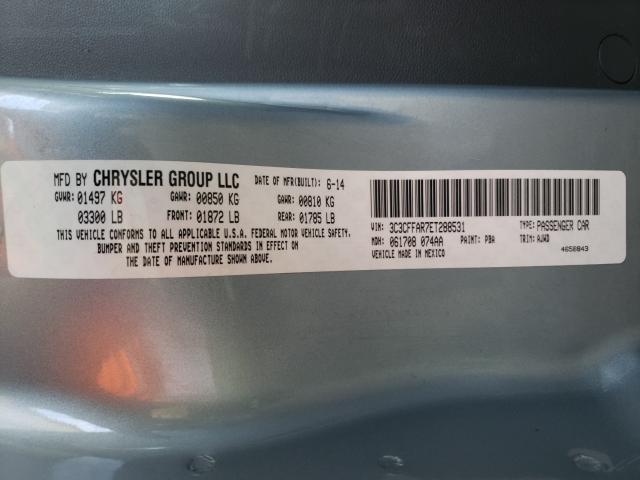 MFD BY CHRYSLER GROUP LLC DATE OF MFR(BUILT): 6-14
GVWR: 01497 KG GAWR: 00850 KG GAWR: 00810 KG
03300 LB FRONT: 01872 LB REAR: 01785 LB
THIS VEHICLE CONFORMS TO ALL APPLICABLE U.S.A. FEDERAL MOTOR VEHICLE SAFETY,
BUMPER AND THEFT PREVENTION STANDARDS IN EFFECT ON
THE DATE OF MANUFACTURE SHOWN ABOVE.
VIN: 3C3CFFAR7ET288531 TYPE: PASSENGER CAR
MDH: 061708 074AA PAINT: PBA TRIM: AJWD
VEHICLE MADE IN MEXICO 4658843